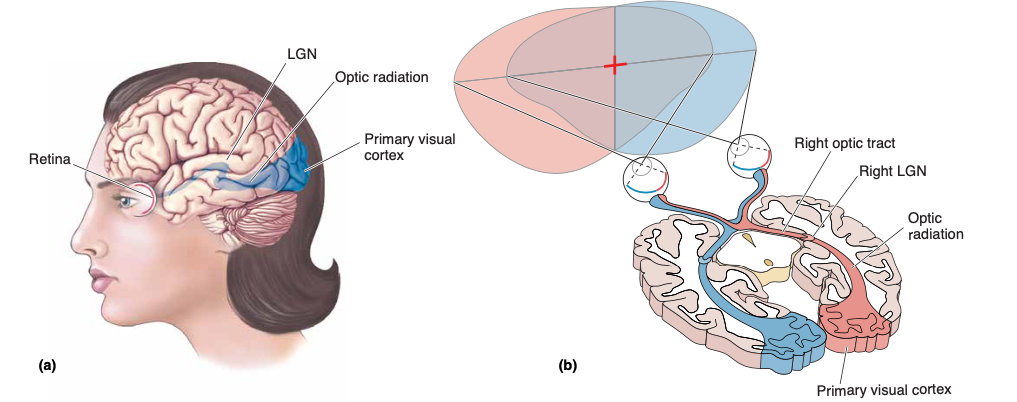 LGN
Optic radiation
Primary visual
cortex
Retina
(a)
Right optic tract
Right LGN
Optic
radiation
(b)
Primary visual cortex